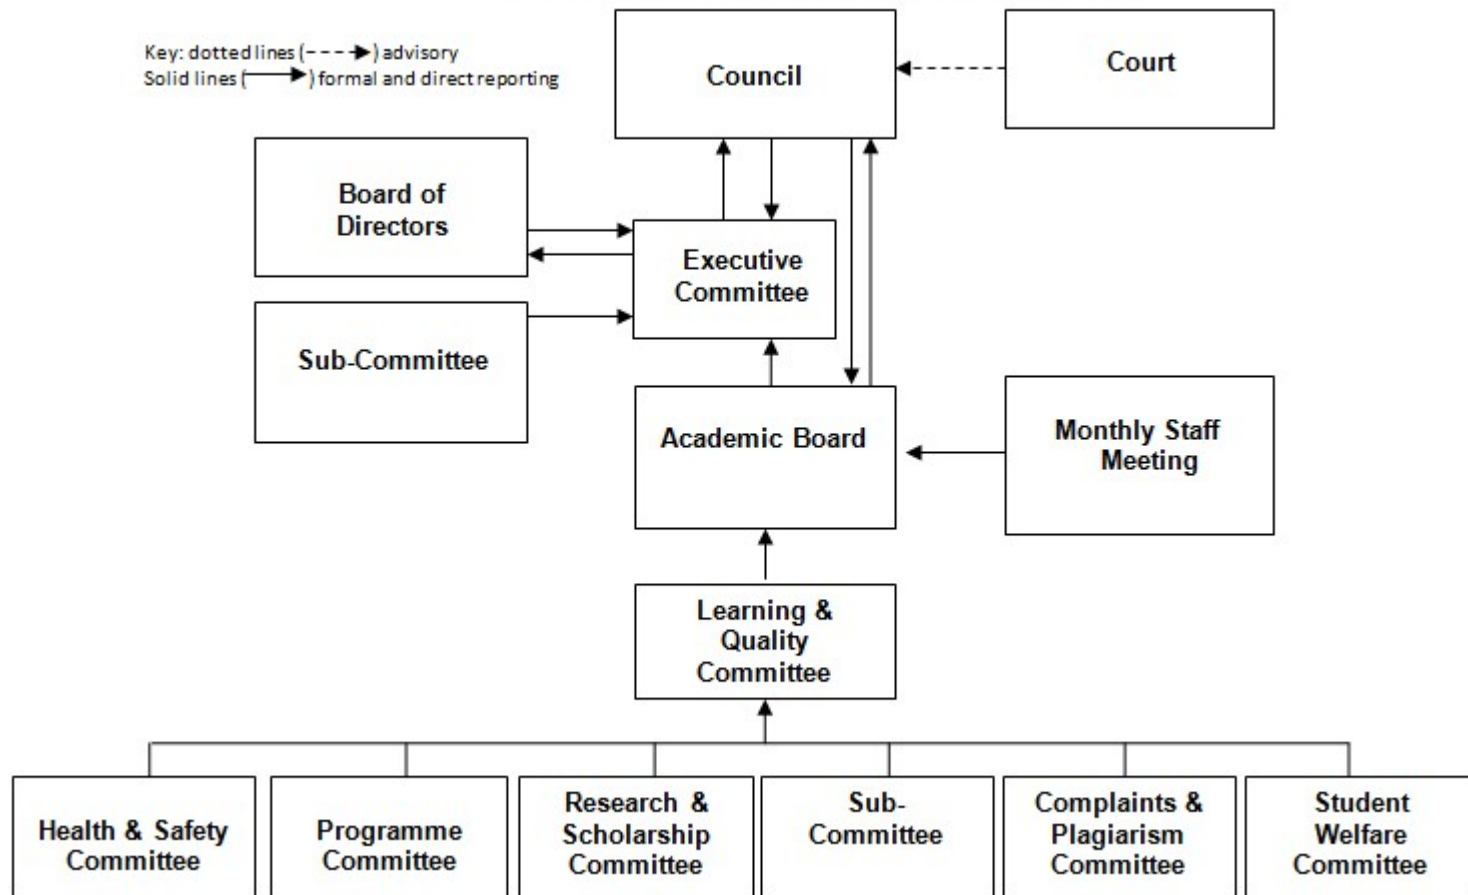 Key: dotted lines (----►) advisory
Solid lines (——►) formal and direct reporting
Council
Court
Board of
Directors
Executive
Committee
Sub-Committee
Academic Board
Monthly Staff
Meeting
Learning &
Quality
Committee
Health & Safety
Committee
Programme
Committee
Research &
Scholarship
Committee
Sub-
Committee
Complaints &
Plagiarism
Committee
Student
Welfare
Committee